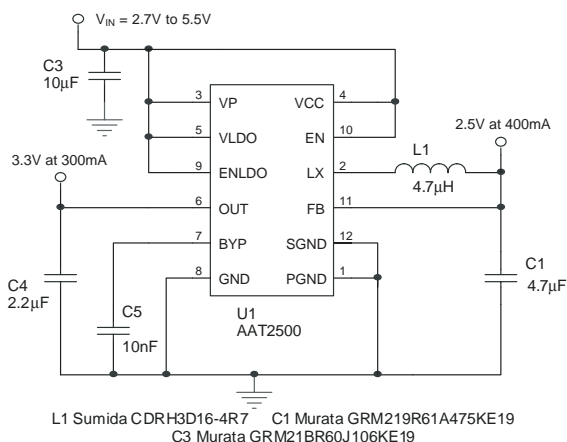 V_IN = 2.7V to 5.5V
C3
10μF
3 VP VCC 4
5 VLDO EN 10
9 ENLDO LX 2
6 OUT FB 11
7 BYP SGND 12
8 GND PGND 1
L1
4.7μH
2.5V at 400mA
3.3V at 300mA
C4
2.2μF
C5
10nF
U1
AAT2500
C1
4.7μF
L1 Sumida CDRH3D16-4R7 C1 Murata GRM219R61A475KE19
C3 Murata GRM21BR60J106KE19